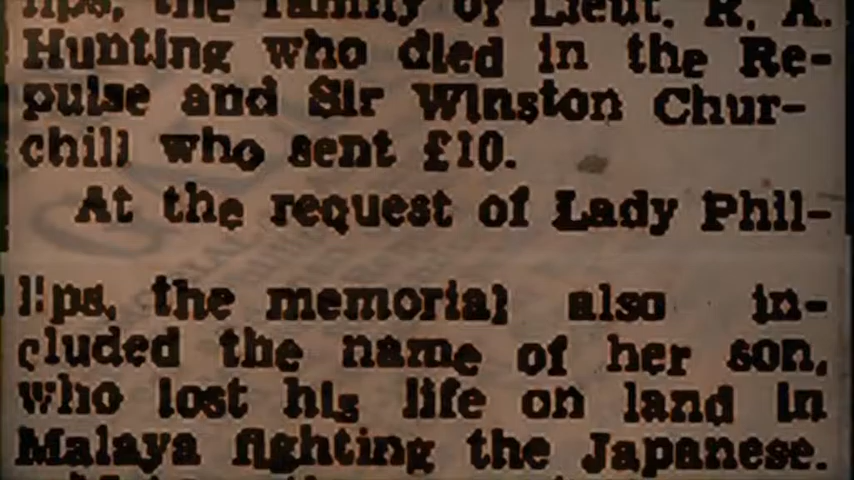 lips, the family of Lieut. R. A.
Hunting who died in the Re-
pulse and Sir Winston Chur-
chill who sent £10.
At the request of Lady Phil-
lips, the memorial also in-
cluded the name of her son,
who lost his life on land in
Malaya fighting the Japanese.